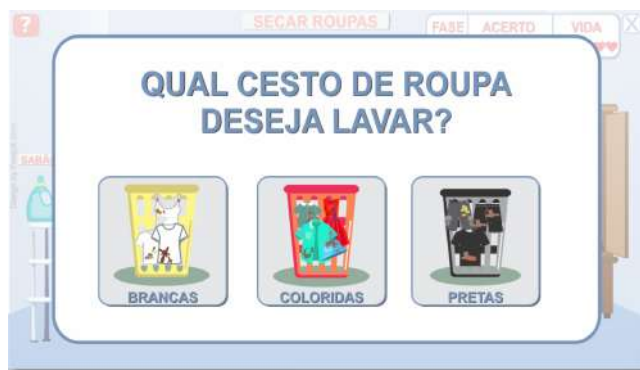 ?
SECAR ROUPAS
FASE ACERTO VIDA X
QUAL CESTO DE ROUPA
DESEJA LAVAR?
BRANCAS
COLORIDAS
PRETAS